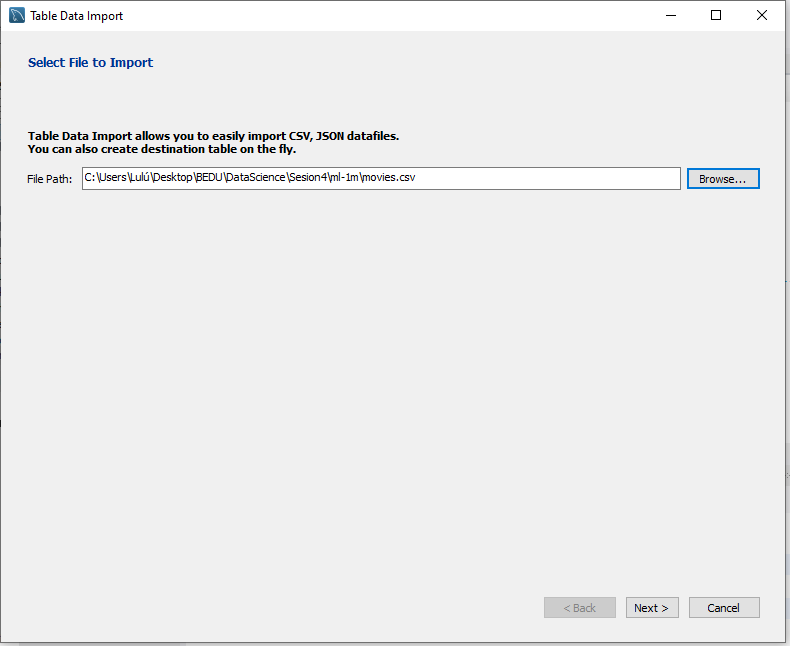 Table Data Import
Select File to Import
Table Data Import allows you to easily import CSV, JSON datafiles.
You can also create destination table on the fly.
File Path: C:\Users\Lulú\Desktop\BEDU\DataScience\Sesion4\ml-1m\movies.csv Browse...
< Back Next > Cancel